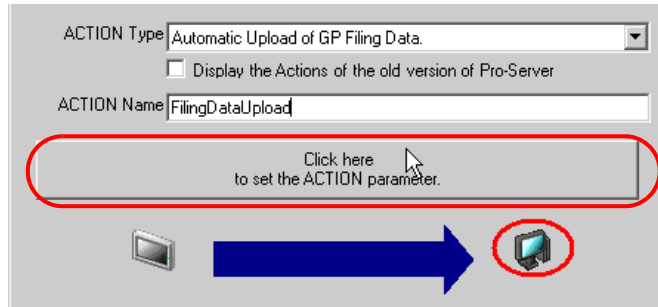 ACTION Type Automatic Upload of GP Filing Data.
Display the Actions of the old version of Pro-Server
ACTION Name FilingDataUpload
Click here
to set the ACTION parameter.